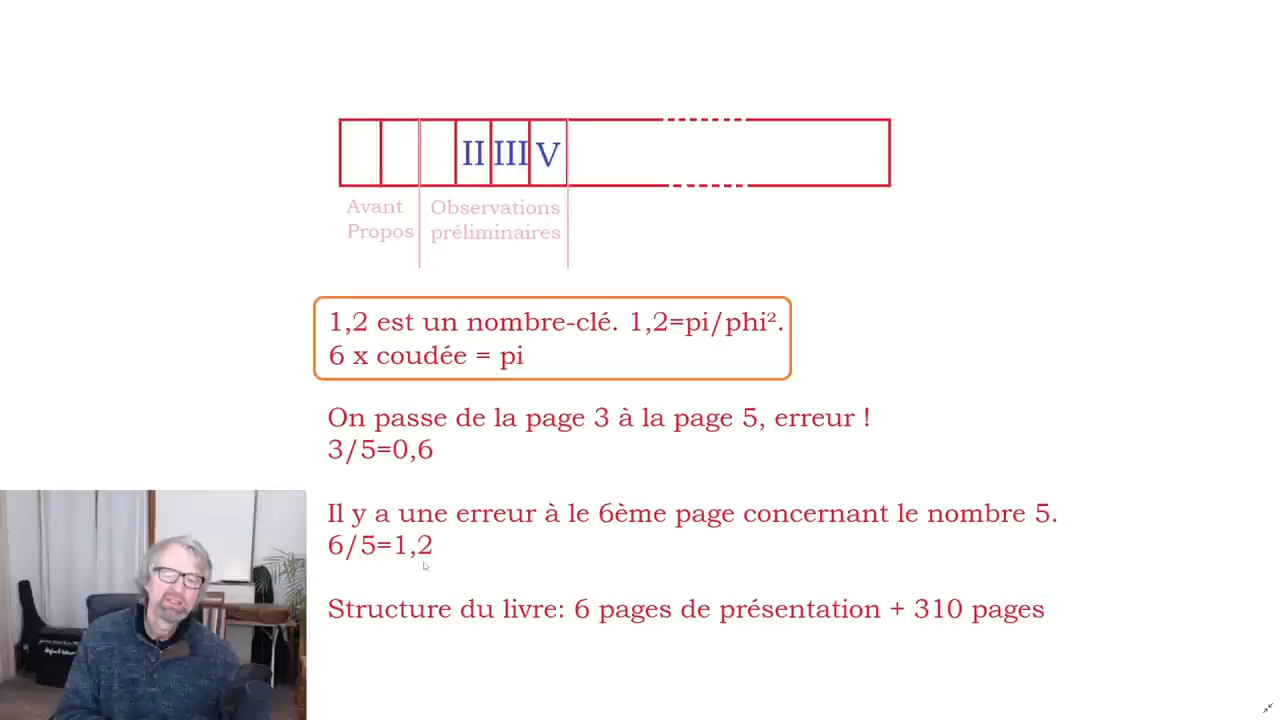 II III V
Avant
Propos
Observations
préliminaires
1,2 est un nombre-clé. 1,2=pi/phi².
6 x coudée = pi
On passe de la page 3 à la page 5, erreur !
3/5=0,6
Il y a une erreur à le 6ème page concernant le nombre 5.
6/5=1,2
Structure du livre: 6 pages de présentation + 310 pages